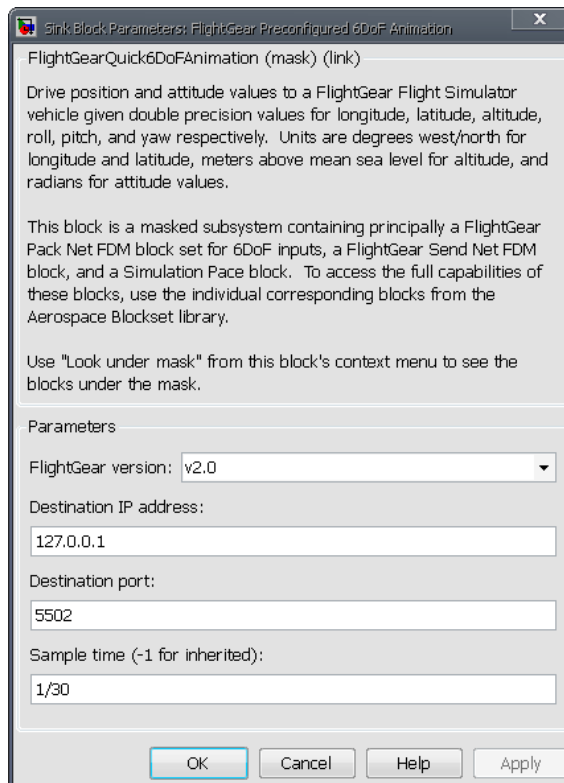 Sink Block Parameters: FlightGear Preconfigured 6DoF Animation
X
FlightGearQuick6DoFAnimation (mask) (link)
Drive position and attitude values to a FlightGear Flight Simulator
vehicle given double precision values for longitude, latitude, altitude,
roll, pitch, and yaw respectively.  Units are degrees west/north for
longitude and latitude, meters above mean sea level for altitude, and
radians for attitude values.
This block is a masked subsystem containing principally a FlightGear
Pack Net FDM block set for 6DoF inputs, a FlightGear Send Net FDM
block, and a Simulation Pace block.  To access the full capabilities of
these blocks, use the individual corresponding blocks from the
Aerospace Blockset library.
Use "Look under mask" from this block's context menu to see the
blocks under the mask.
Parameters
FlightGear version: v2.0
Destination IP address:
127.0.0.1
Destination port:
5502
Sample time (-1 for inherited):
1/30
OK Cancel Help Apply